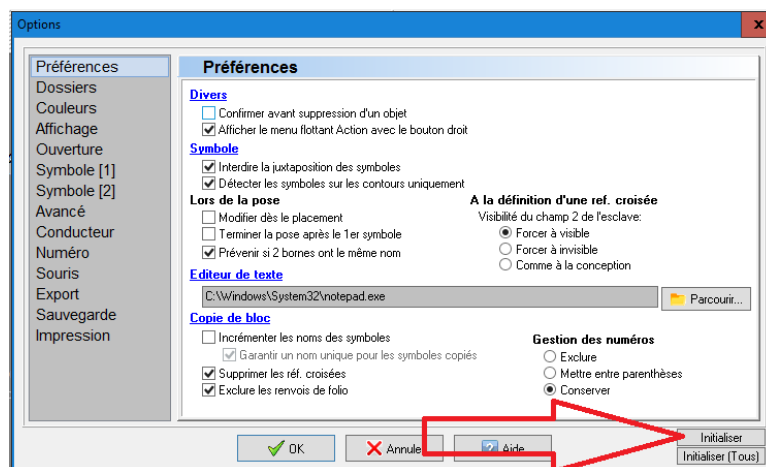 Options
Préférences
Dossiers
Couleurs
Affichage
Ouverture
Symbole [1]
Symbole [2]
Avancé
Conducteur
Numéro
Souris
Export
Sauvegarde
Impression
Préférences
Divers
Confirmer avant suppression d'un objet
Afficher le menu flottant Action avec le bouton droit
Symbole
Interdire la juxtaposition des symboles
Détecter les symboles sur les contours uniquement
Lors de la pose
Modifier dès le placement
Terminer la pose après le 1er symbole
Prévenir si 2 bornes ont le même nom
A la définition d'une ref. croisée
Visibilité du champ 2 de l'esclave:
Forcer à visible
Forcer à invisible
Comme à la conception
Editeur de texte
C:\Windows\System32\notepad.exe
Parcourir...
Copie de bloc
Incrémenter les noms des symboles
Garantir un nom unique pour les symboles copiés
Supprimer les réf. croisées
Exclure les renvois de folio
Gestion des numéros
Exclure
Mettre entre parenthèses
Conserver
OK
Annule
Aide
Initialiser
Initialiser (Tous)